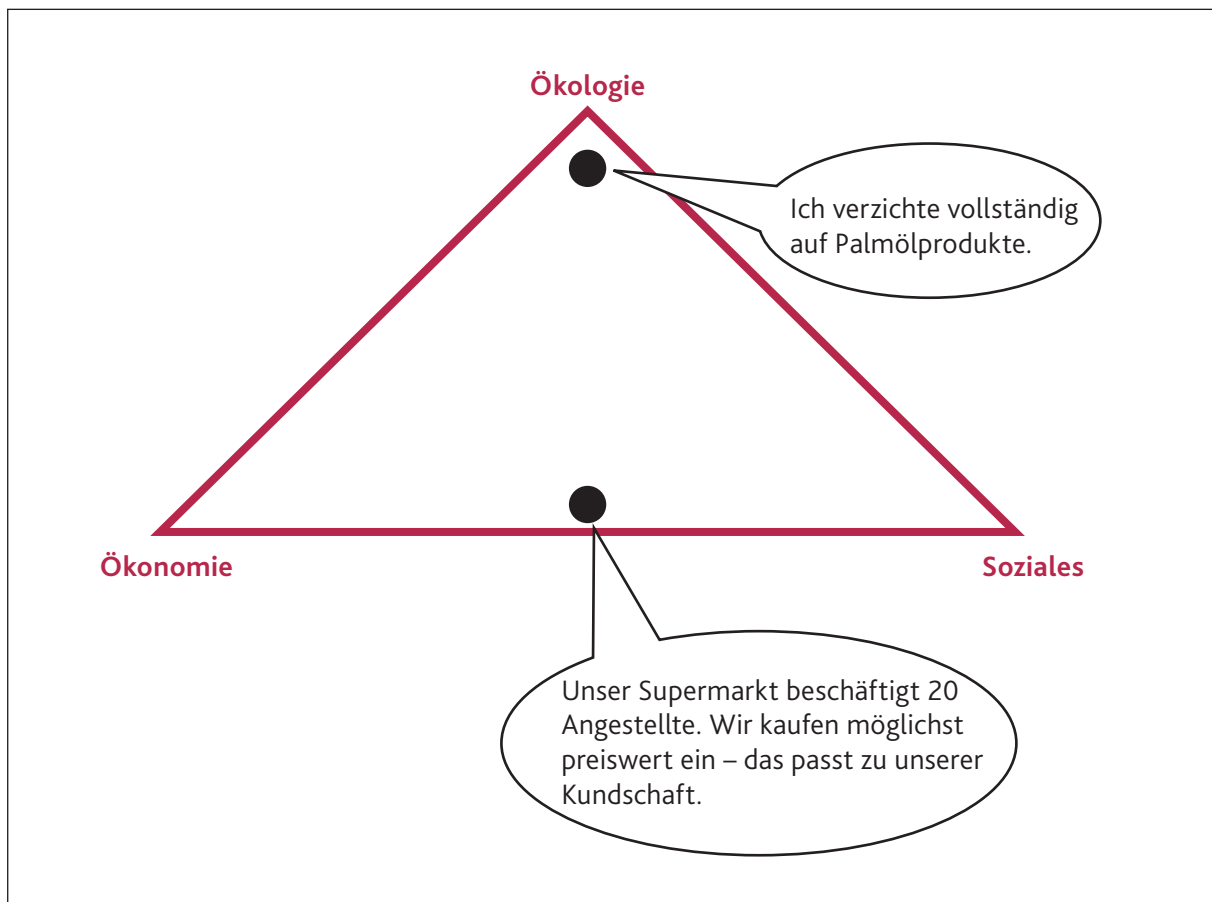 Ökologie
Ich verzichte vollständig
auf Palmölprodukte.
Ökonomie
Soziales
Unser Supermarkt beschäftigt 20
Angestellte. Wir kaufen möglichst
preiswert ein – das passt zu unserer
Kundschaft.